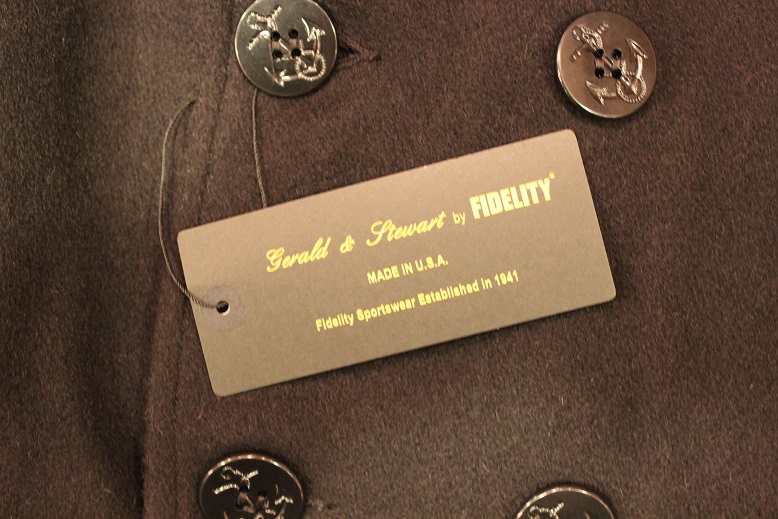 Gerald & Stewart by FIDELITY®
MADE IN U.S.A.
Fidelity Sportswear Established in 1941